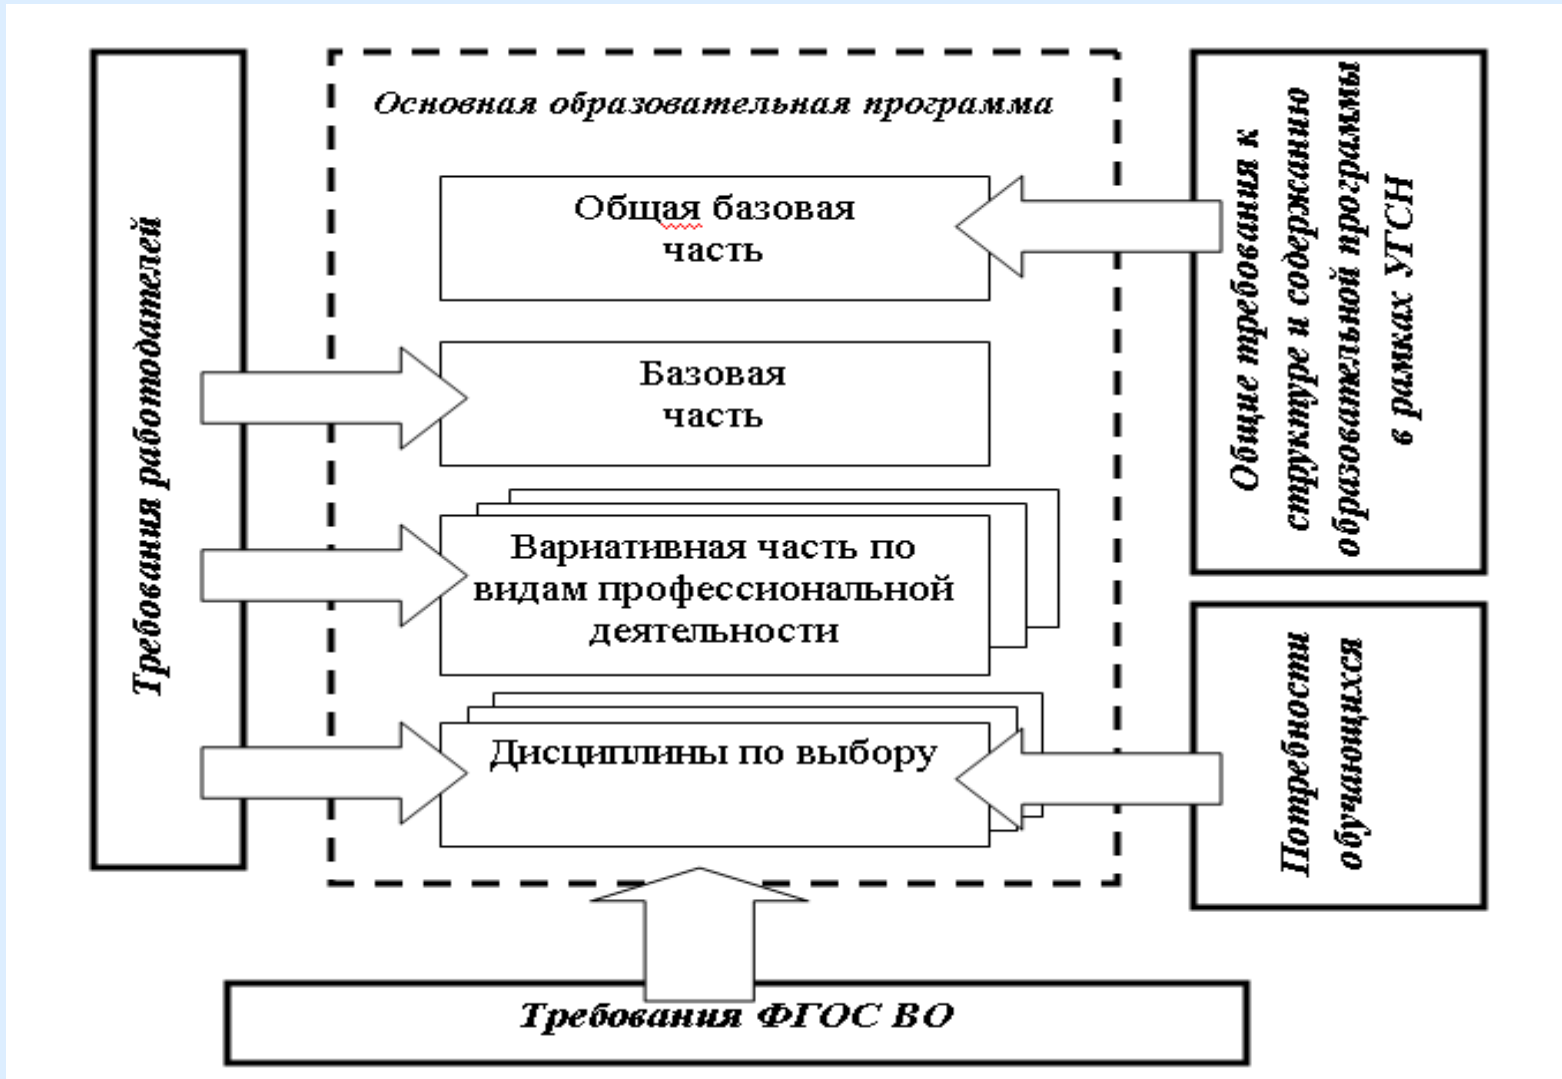 Требования работодателей
Основная образовательная программа
Общая базовая
часть
Базовая
часть
Вариативная часть по
видам профессиональной
деятельности
Дисциплины по выбору
Общие требования к
структуре и содержанию
образовательной программы
в рамках УГСН
Потребности
обучающихся
Требования ФГОС ВО